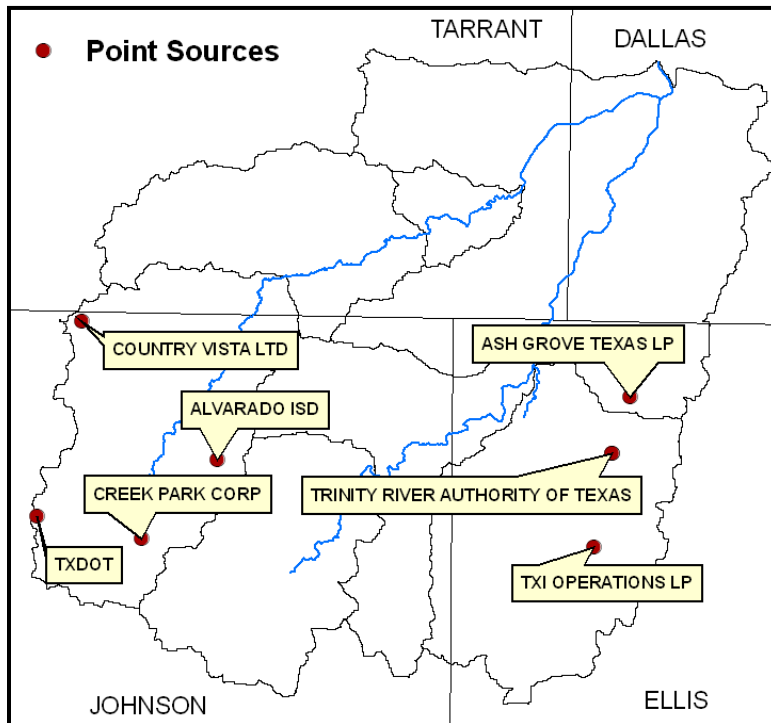 TARRANT
DALLAS
Point Sources
COUNTRY VISTA LTD
ASH GROVE TEXAS LP
ALVARADO ISD
CREEK PARK CORP
TRINITY RIVER AUTHORITY OF TEXAS
TXDOT
TXI OPERATIONS LP
JOHNSON
ELLIS